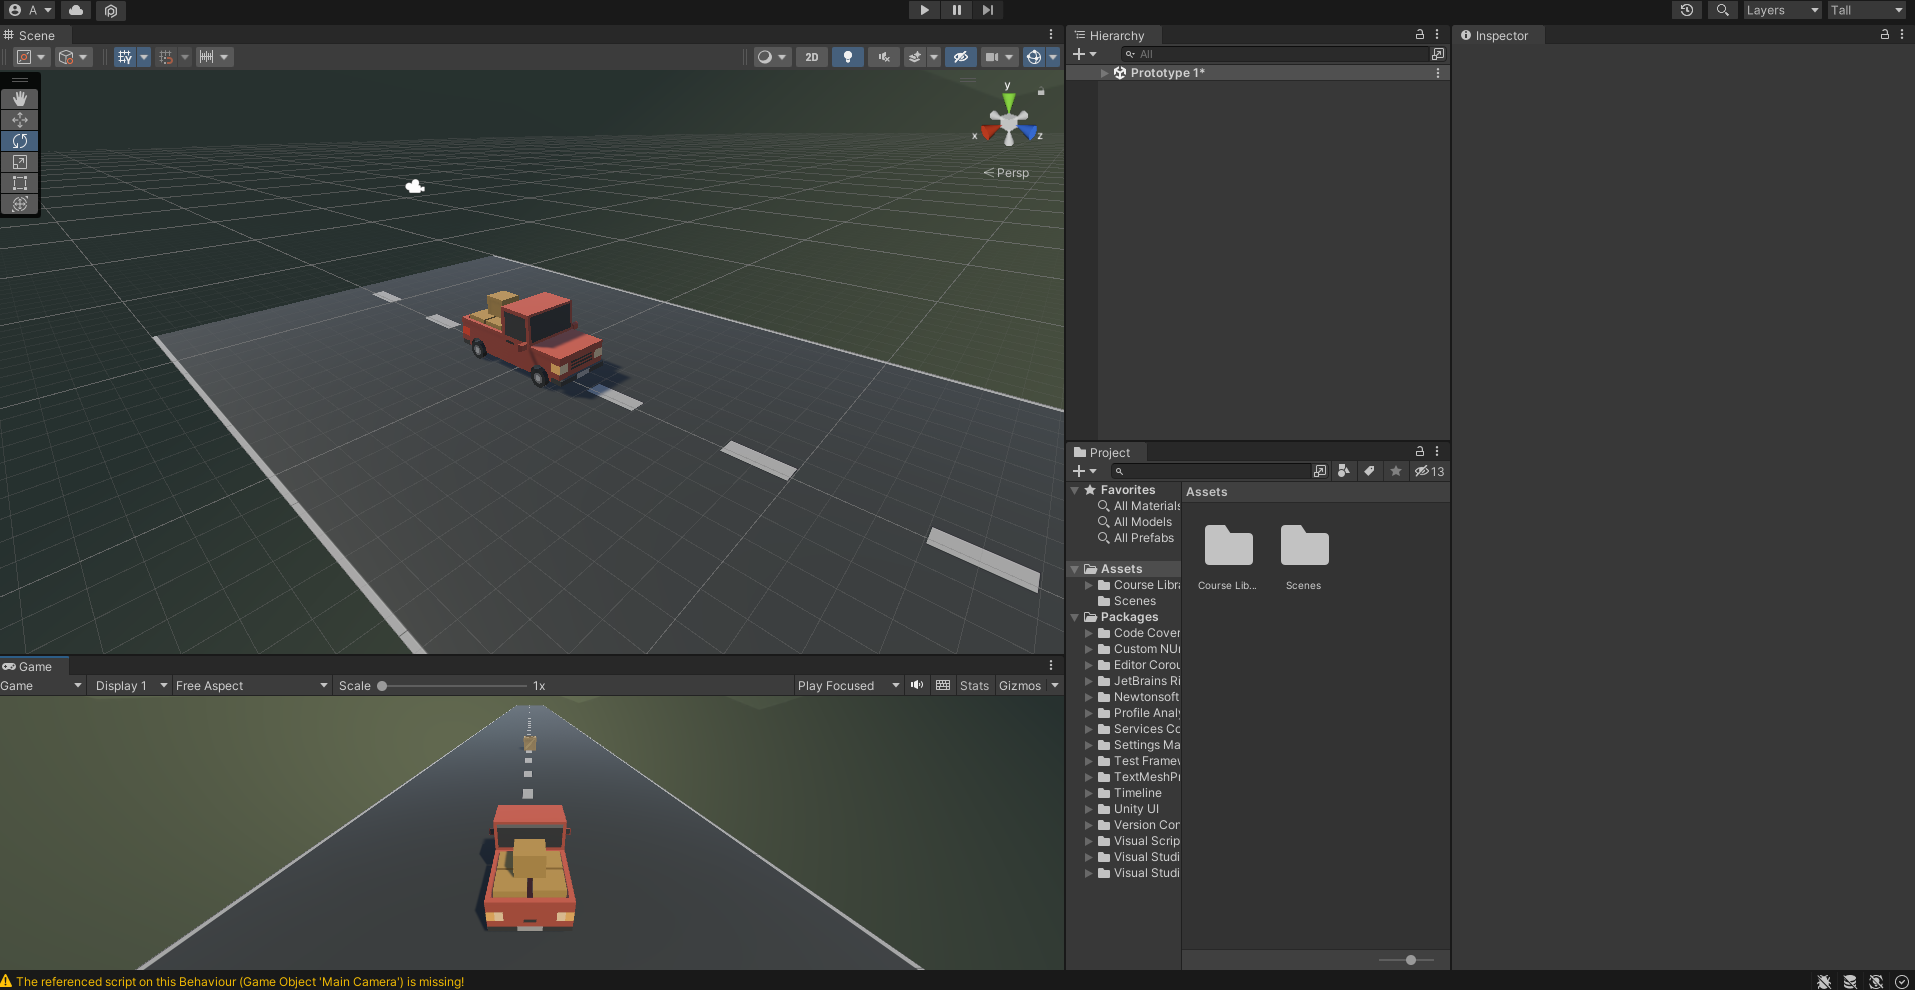 A
Layers
Tall
Scene
2D
y
x
z
Persp
Hierarchy
All
Prototype 1*
Inspector
Project
13
Favorites
All Materials
All Models
All Prefabs
Assets
Course Libr
Scenes
Packages
Code Cover
Custom NU
Editor Corou
JetBrains Ri
Newtonsoft
Profile Analy
Services Co
Settings Ma
Test Framew
TextMeshPr
Timeline
Unity UI
Version Con
Visual Scrip
Visual Studi
Visual Studi
Assets
Course Lib...
Scenes
Game
Game
Display 1
Free Aspect
Scale
1x
Play Focused
Stats
Gizmos
The referenced script on this Behaviour (Game Object 'Main Camera') is missing!